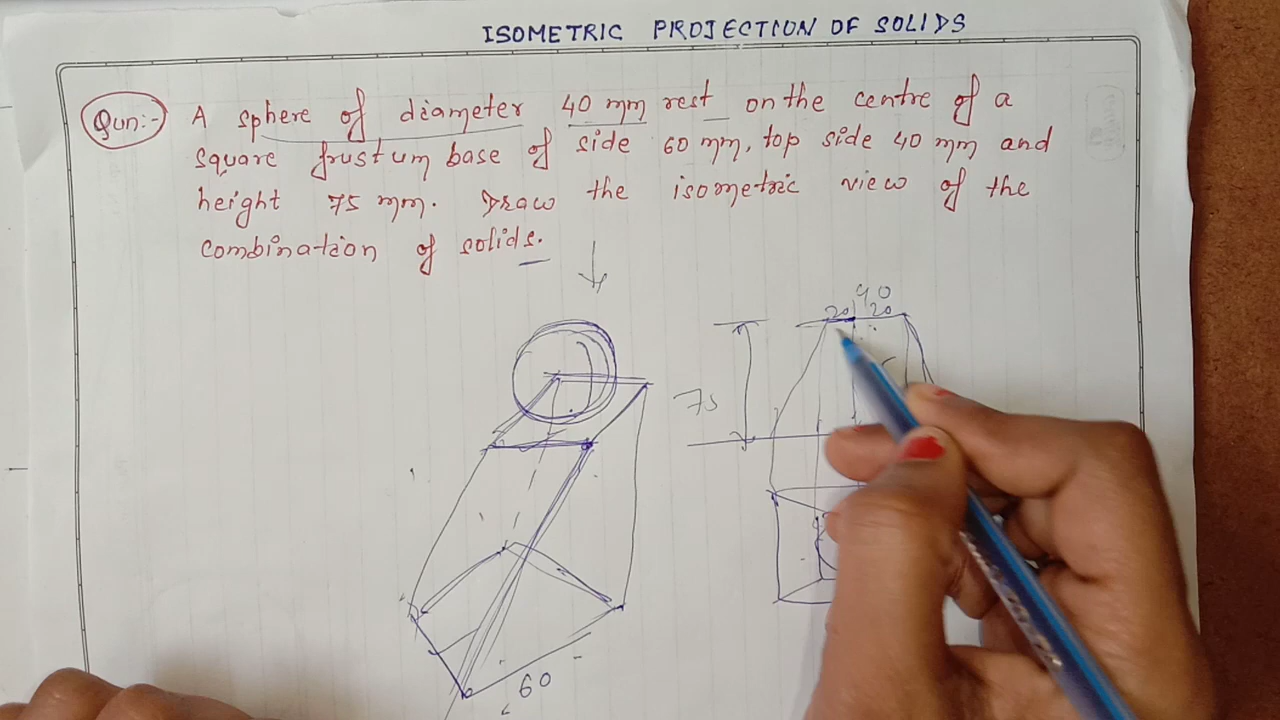 ISOMETRIC PROJECTION OF SOLIDS
Qun:- A sphere of diameter 40 mm rest on the centre of a
square frustum base of side 60 mm, top side 40 mm and
height 75 mm. Draw the isometric view of the
combination of solids.
40
20 20
75
60